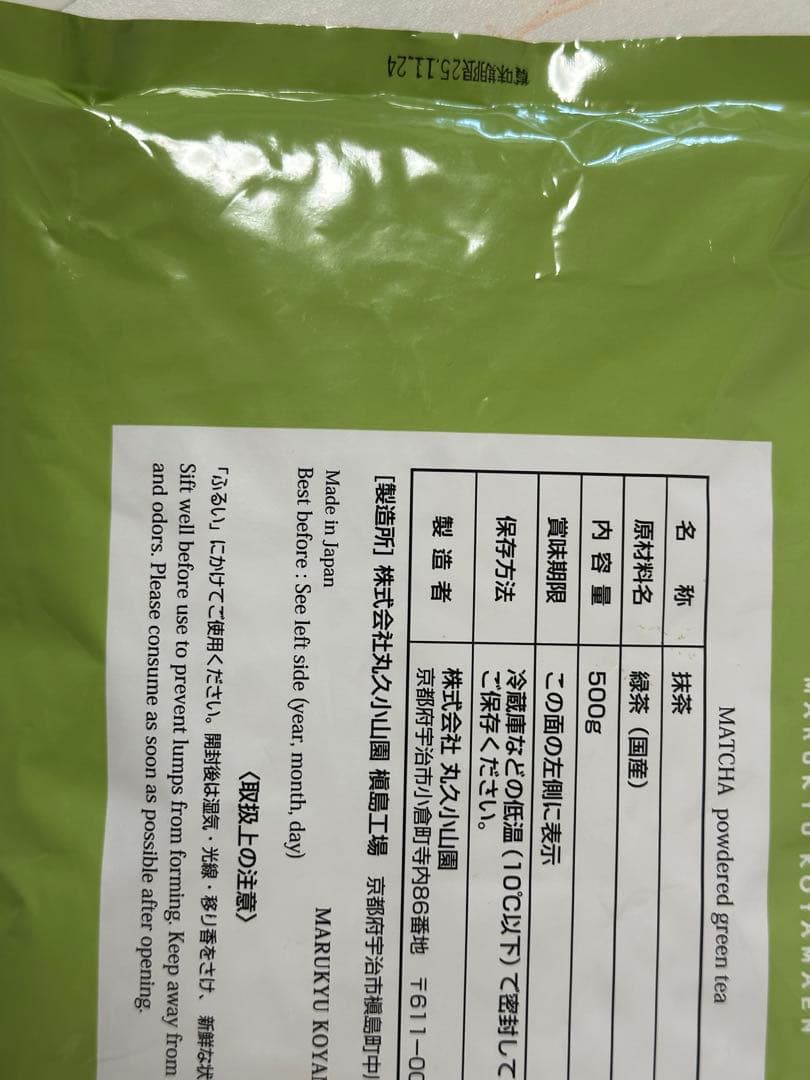 賞味期限25.11.24
MARUKYU KOYAMAEN
MATCHA powdered green tea
名 称 抹茶
原材料名 緑茶（国産）
内 容 量 500g
賞味期限 この面の左側に表示
保存方法 冷蔵庫などの低温（10℃以下）で密封して
ご保存ください。
製 造 者 株式会社 丸久小山園
京都府宇治市小倉町寺内86番地 〒611−00
［製造所］株式会社丸久小山園 槇島工場 京都府宇治市槇島町中
Made in Japan
Best before : See left side (year, month, day)
MARUKYU KOYA
〈取扱上の注意〉
「ふるい」にかけてご使用ください。開封後は湿気・光線・移り香をさけ、新鮮な状
Sift well before use to prevent lumps from forming. Keep away from
and odors. Please consume as soon as possible after opening.